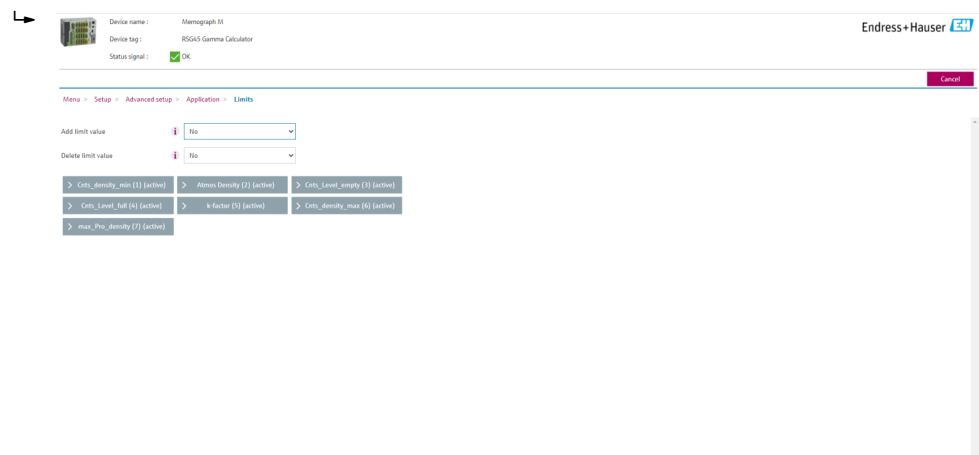 Device name : Memograph M
Endress+Hauser EH
Device tag : RSG45 Gamma Calculator
Status signal : OK
Cancel
Menu > Setup > Advanced setup > Application > Limits
Add limit value i No
Delete limit value i No
> Cnts_density_min (1) (active) > Atmos Density (2) (active) > Cnts_Level_empty (3) (active)
> Cnts_Level_full (4) (active) > k-factor (5) (active) > Cnts_density_max (6) (active)
> max_Pro_density (7) (active)